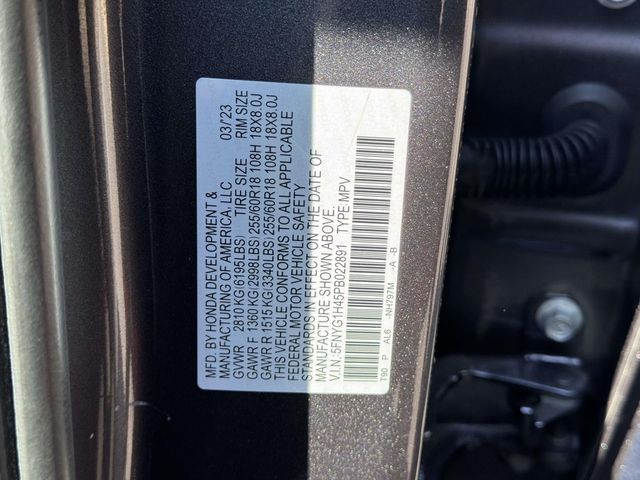 MFD. BY HONDA DEVELOPMENT &
MANUFACTURING OF AMERICA, LLC 03/23
GVWR 2810 KG(6196LBS) TIRE SIZE RIM SIZE
GAWR F 1360 KG(2998LBS)255/60R18 108H 18X8.0J
GAWR R 1515 KG(3340LBS)255/60R18 108H 18X8.0J
THIS VEHICLE CONFORMS TO ALL APPLICABLE
FEDERAL MOTOR VEHICLE SAFETY
STANDARDS IN EFFECT ON THE DATE OF
MANUFACTURE SHOWN ABOVE.
V.I.N.:5FNYG1H45PB022891 TYPE:MPV
T90 P AL6 -NH797M -A -B